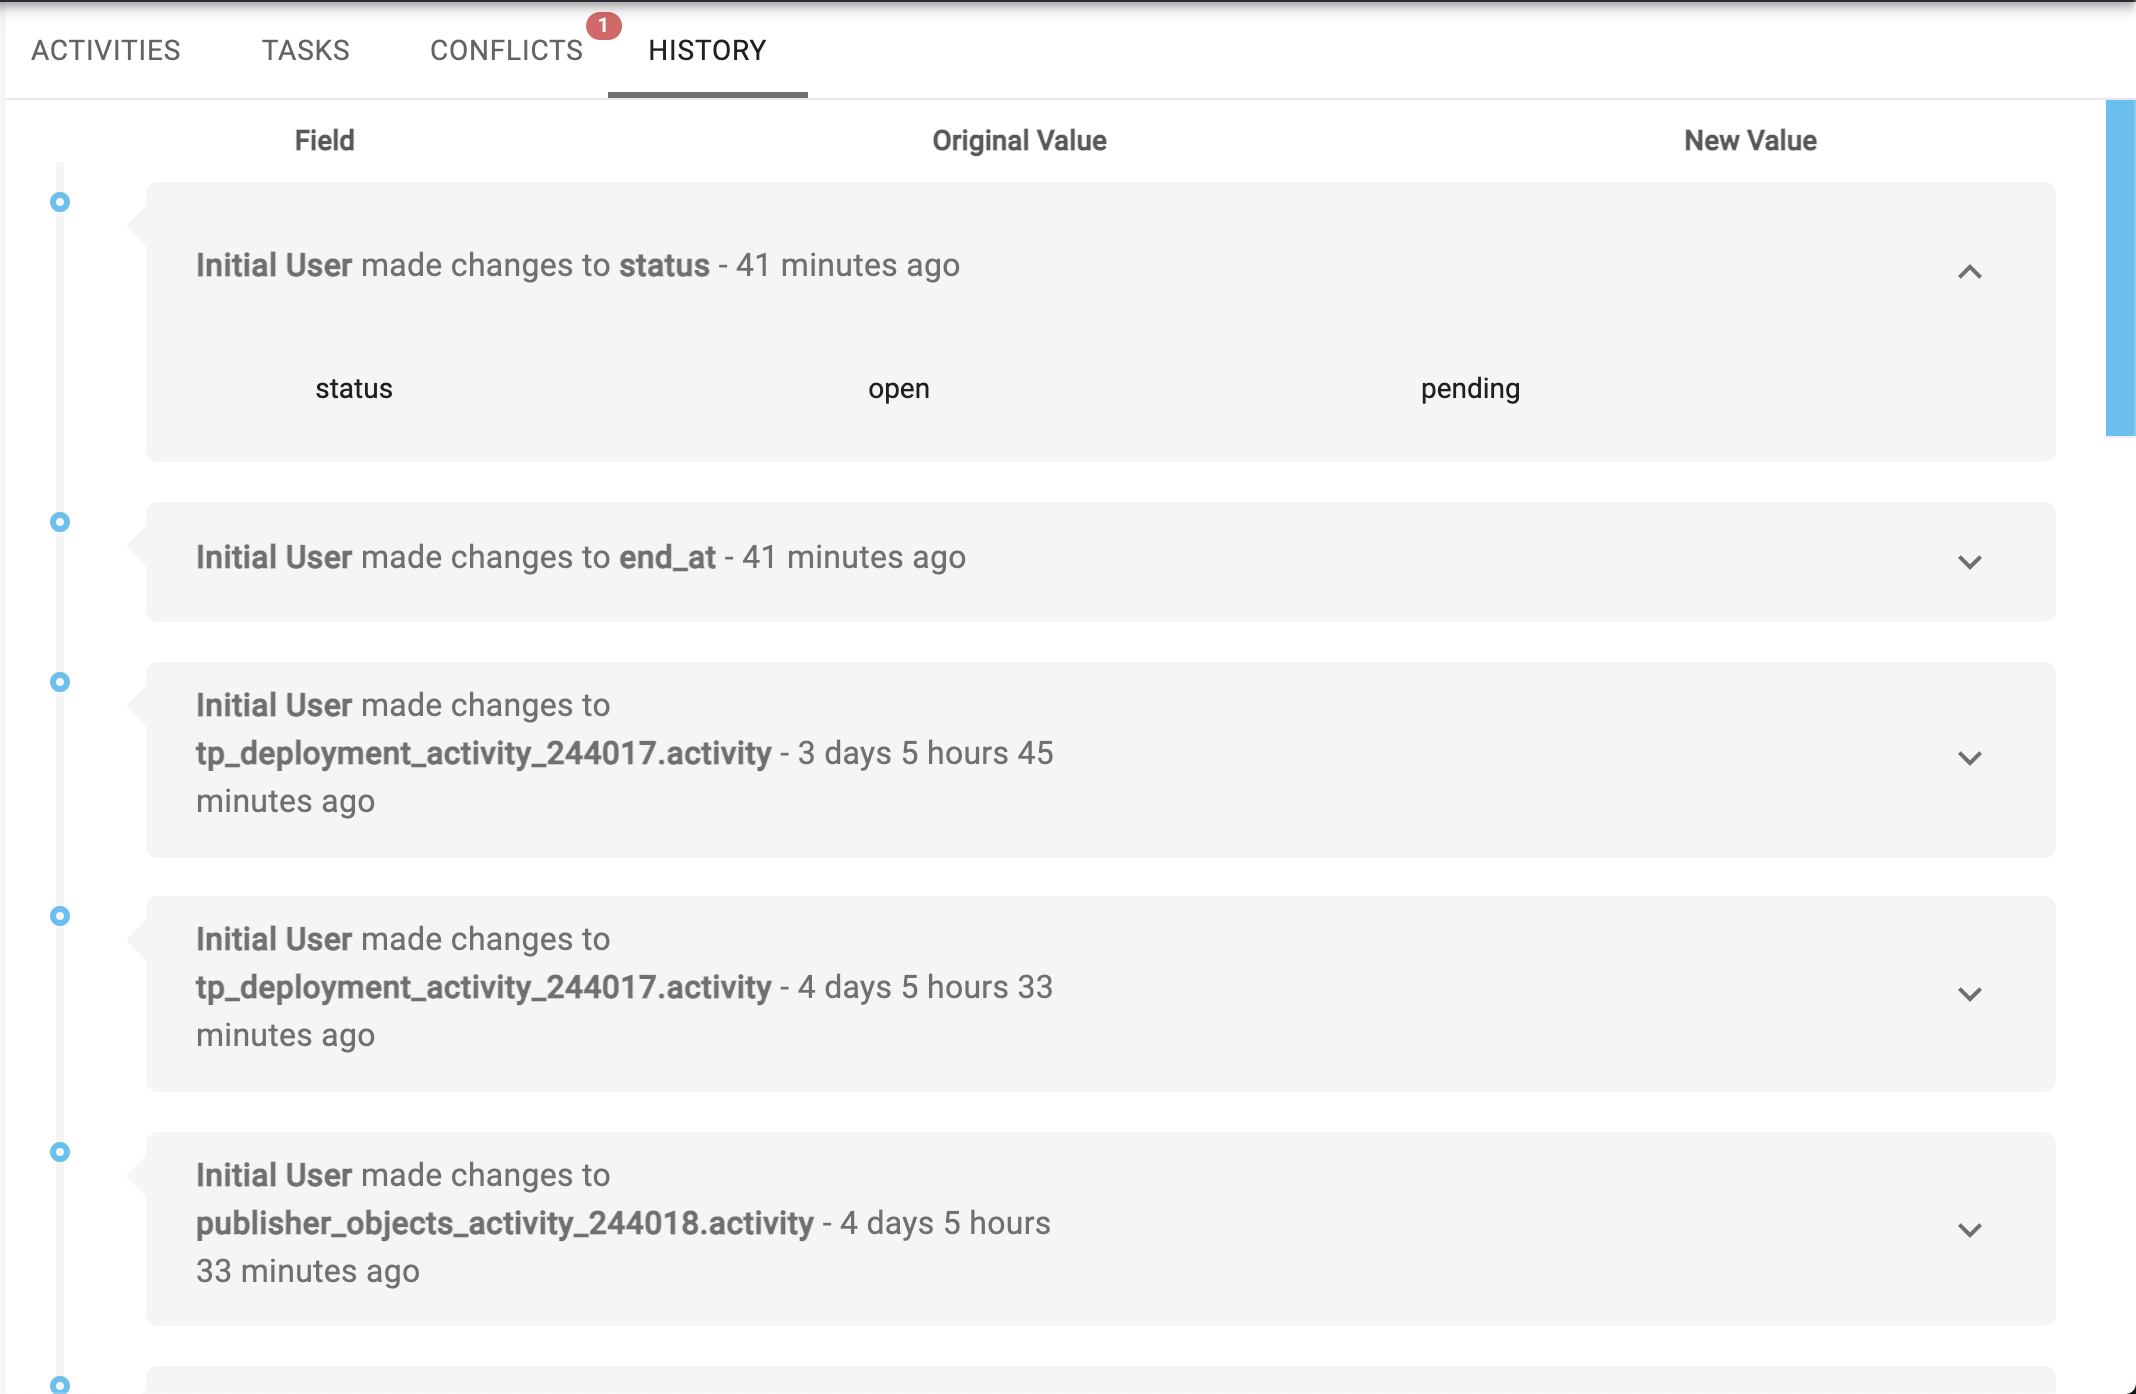 ACTIVITIES TASKS CONFLICTS 1 HISTORY
Field Original Value New Value
Initial User made changes to status - 41 minutes ago
status open pending
Initial User made changes to end_at - 41 minutes ago
Initial User made changes to
tp_deployment_activity_244017.activity - 3 days 5 hours 45
minutes ago
Initial User made changes to
tp_deployment_activity_244017.activity - 4 days 5 hours 33
minutes ago
Initial User made changes to
publisher_objects_activity_244018.activity - 4 days 5 hours
33 minutes ago